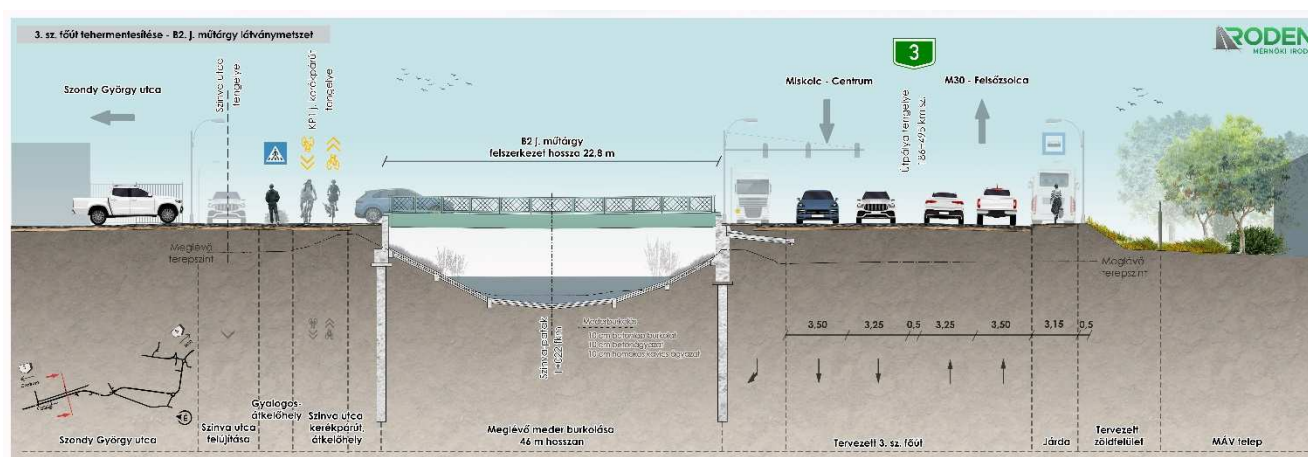 3. sz. főút tehermentesítése - B2. J. műtárgy látványmetszet
RODEN
MÉRNÖKI IRODA
Szondy György utca
Szinva utca
tengelye
KP1 j. kerékpárút
tengelye
B2 J. műtárgy
felszerkezet hossza 22,8 m
Miskolc - Centrum
3
Útpálya tengelye
M30 - Felsőzsolca
Meglévő
terepszint
Meglévő
terepszint
Szinva-patak
Mederburkolás
3,50
3,25
0,5
3,25
3,50
3,15
0,5
Szondy György utca
Szinva utca
felújítása
Gyalogos-
átkelőhely
Szinva utca
kerékpárút,
átkelőhely
Meglévő meder burkolása
46 m hosszan
Tervezett 3. sz. főút
Járda
Tervezett
zöldfelület
MÁV telep